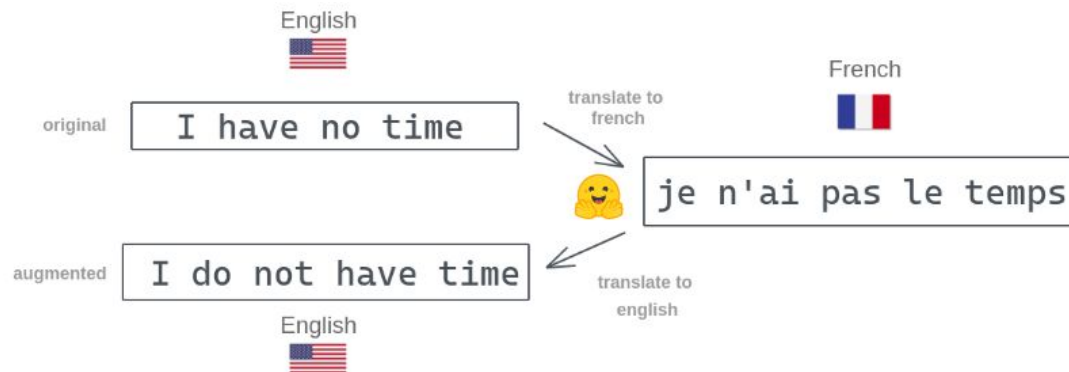 English
original
I have no time
translate to
french
French
je n'ai pas le temps
augmented
I do not have time
translate to
english
English